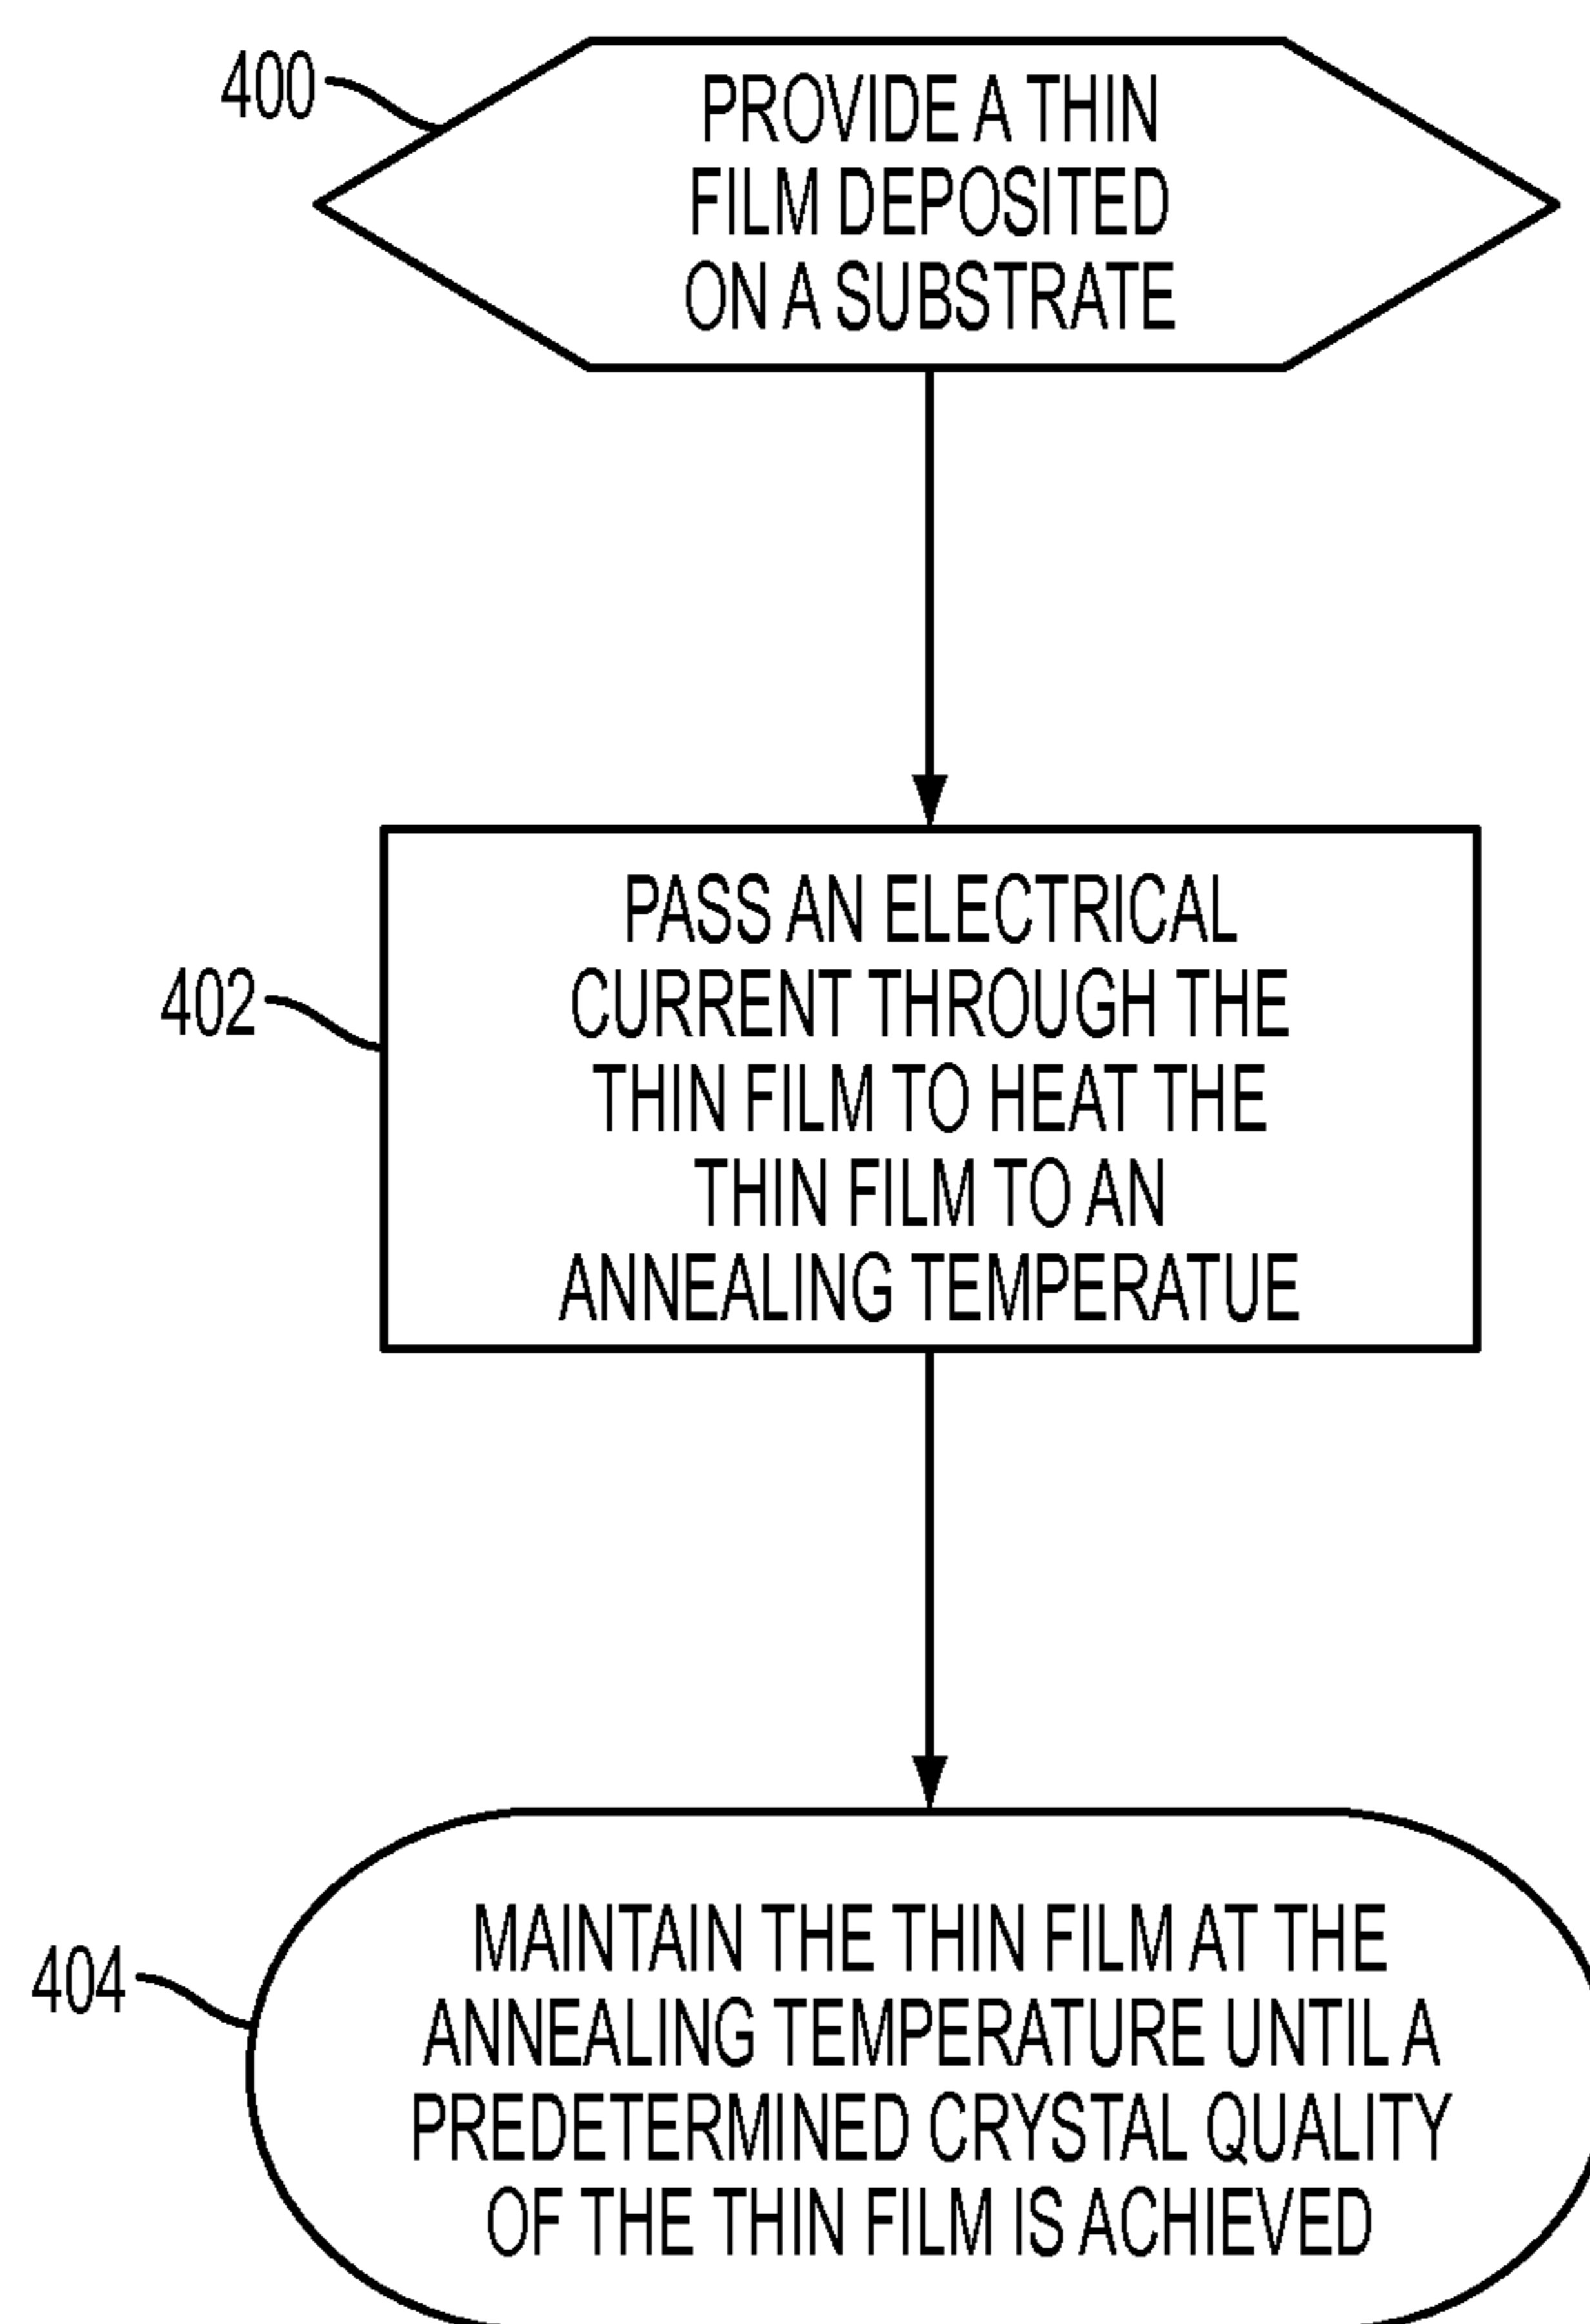 400
PROVIDE A THIN
FILM DEPOSITED
ON A SUBSTRATE
PASS AN ELECTRICAL
CURRENT THROUGH THE
402
THIN FILM TO HEAT THE
THIN FILM TO AN
ANNEALING TEMPERATUE
MAINTAIN THE THIN FILM AT THE
404
ANNEALING TEMPERATURE UNTIL A
PREDETERMINED CRYSTAL QUALITY
OF THE THIN FILM IS ACHIEVED